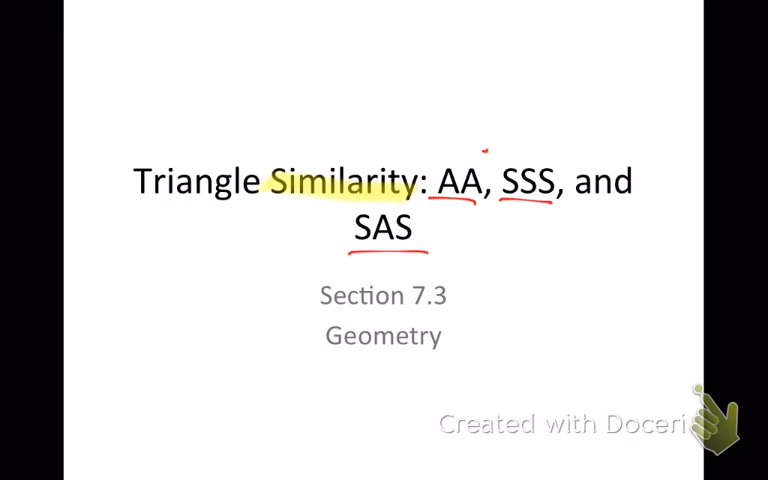 Triangle Similarity: AA, SSS, and
SAS
Section 7.3
Geometry
Created with Doceri